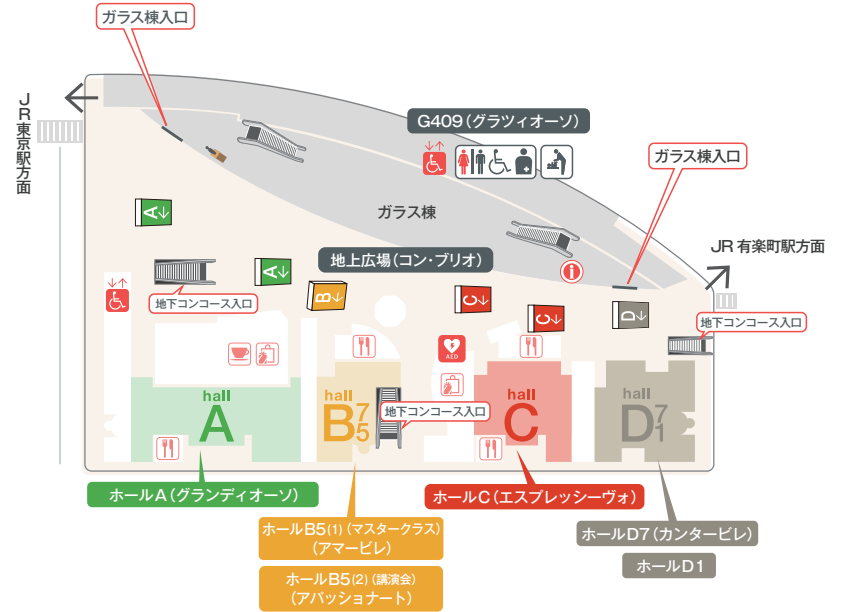 ガラス棟入口
JR東京駅方面
G409(グラツィオーソ)
ガラス棟入口
ガラス棟
JR 有楽町駅方面
地上広場(コン・ブリオ)
A↓
A↓
B↓
C↓
C↓
D↓
i
地下コンコース入口
地下コンコース入口
AED
地下コンコース入口
hall
A
hall
B7
5
hall
C
hall
D7
1
ホールA(グランディオーソ)
ホールC(エスプレッシーヴォ)
ホールB5(1)(マスタークラス)
(アマービレ)
ホールD7(カンタービレ)
ホールD1
ホールB5(2)(講演会)
(アパッショナート)